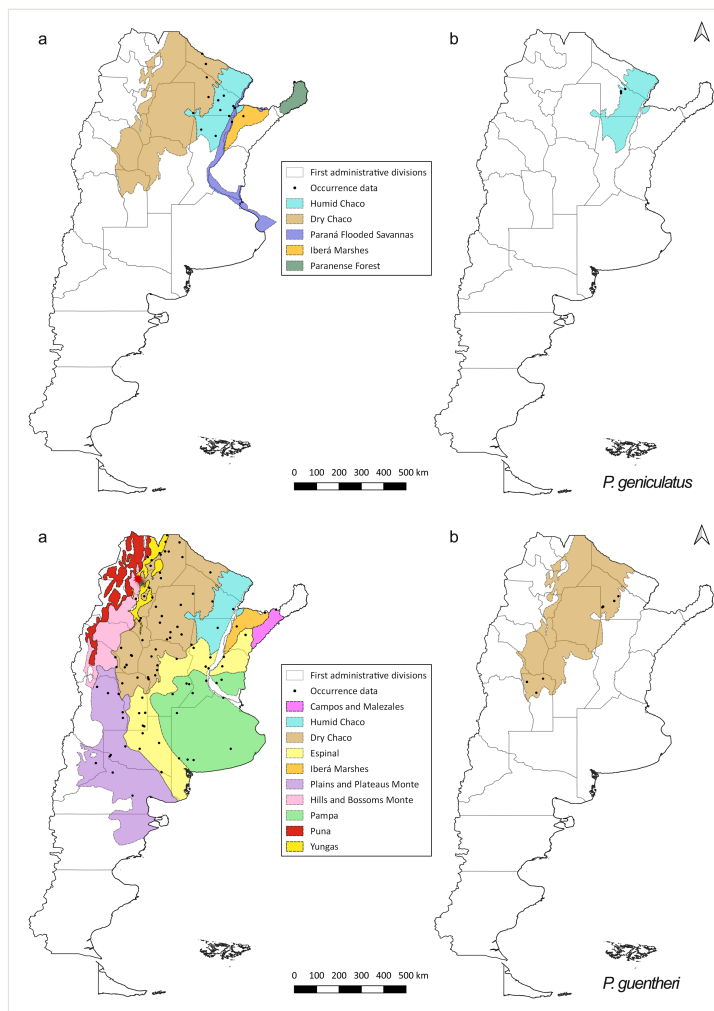 a
b
First administrative divisions
Occurrence data
Humid Chaco
Dry Chaco
Paraná Flooded Savannas
Iberá Marshes
Paranense Forest
0 100 200 300 400 500 km
P. geniculatus
a
b
First administrative divisions
Occurrence data
Campos and Malezales
Humid Chaco
Dry Chaco
Espinal
Iberá Marshes
Plains and Plateaus Monte
Hills and Bossoms Monte
Pampa
Puna
Yungas
0 100 200 300 400 500 km
P. guentheri